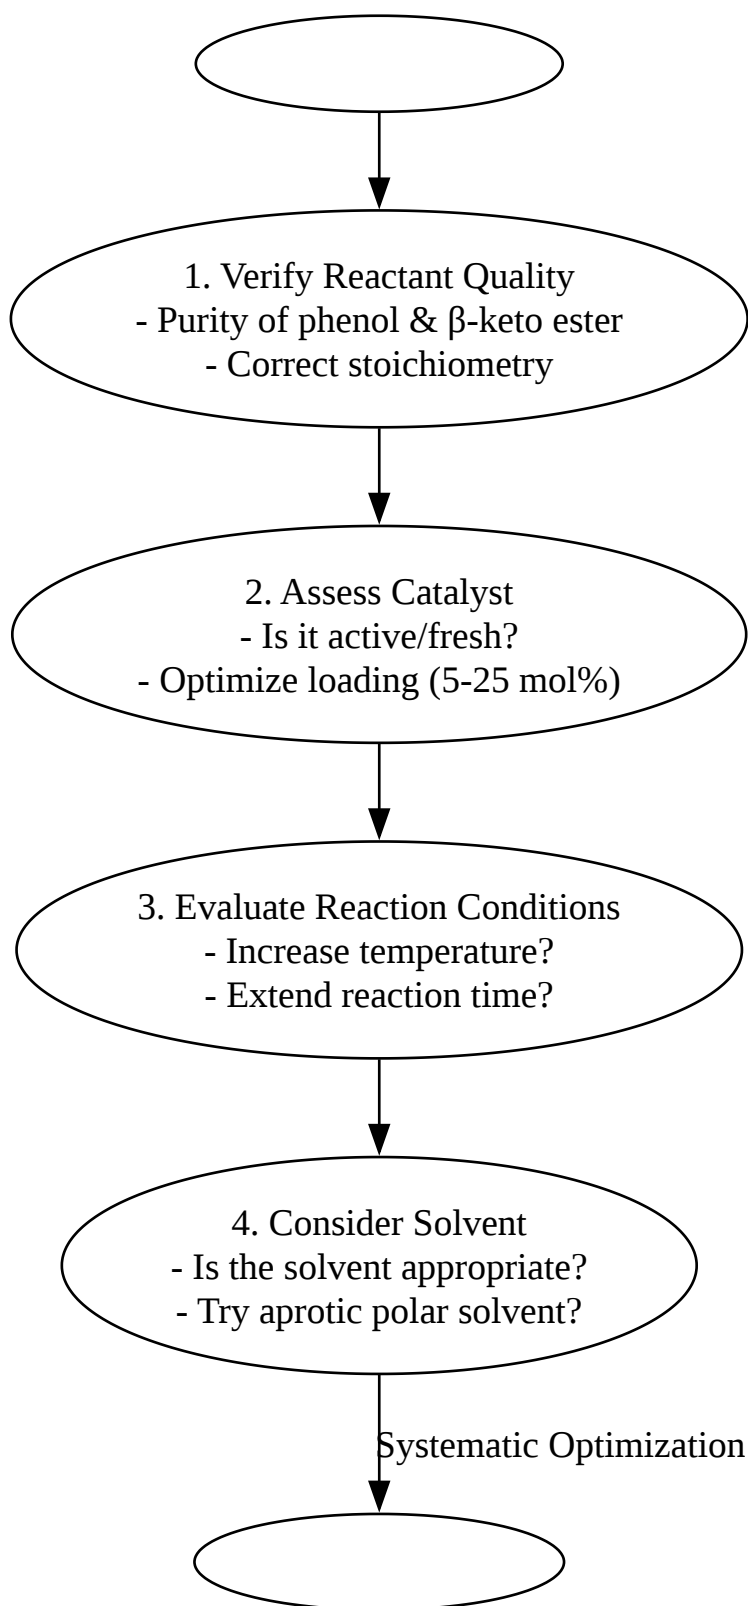 1. Verify Reactant Quality
- Purity of phenol & β-keto ester
- Correct stoichiometry
2. Assess Catalyst
- Is it active/fresh?
- Optimize loading (5-25 mol%)
3. Evaluate Reaction Conditions
- Increase temperature?
- Extend reaction time?
4. Consider Solvent
- Is the solvent appropriate?
- Try aprotic polar solvent?
Systematic Optimization